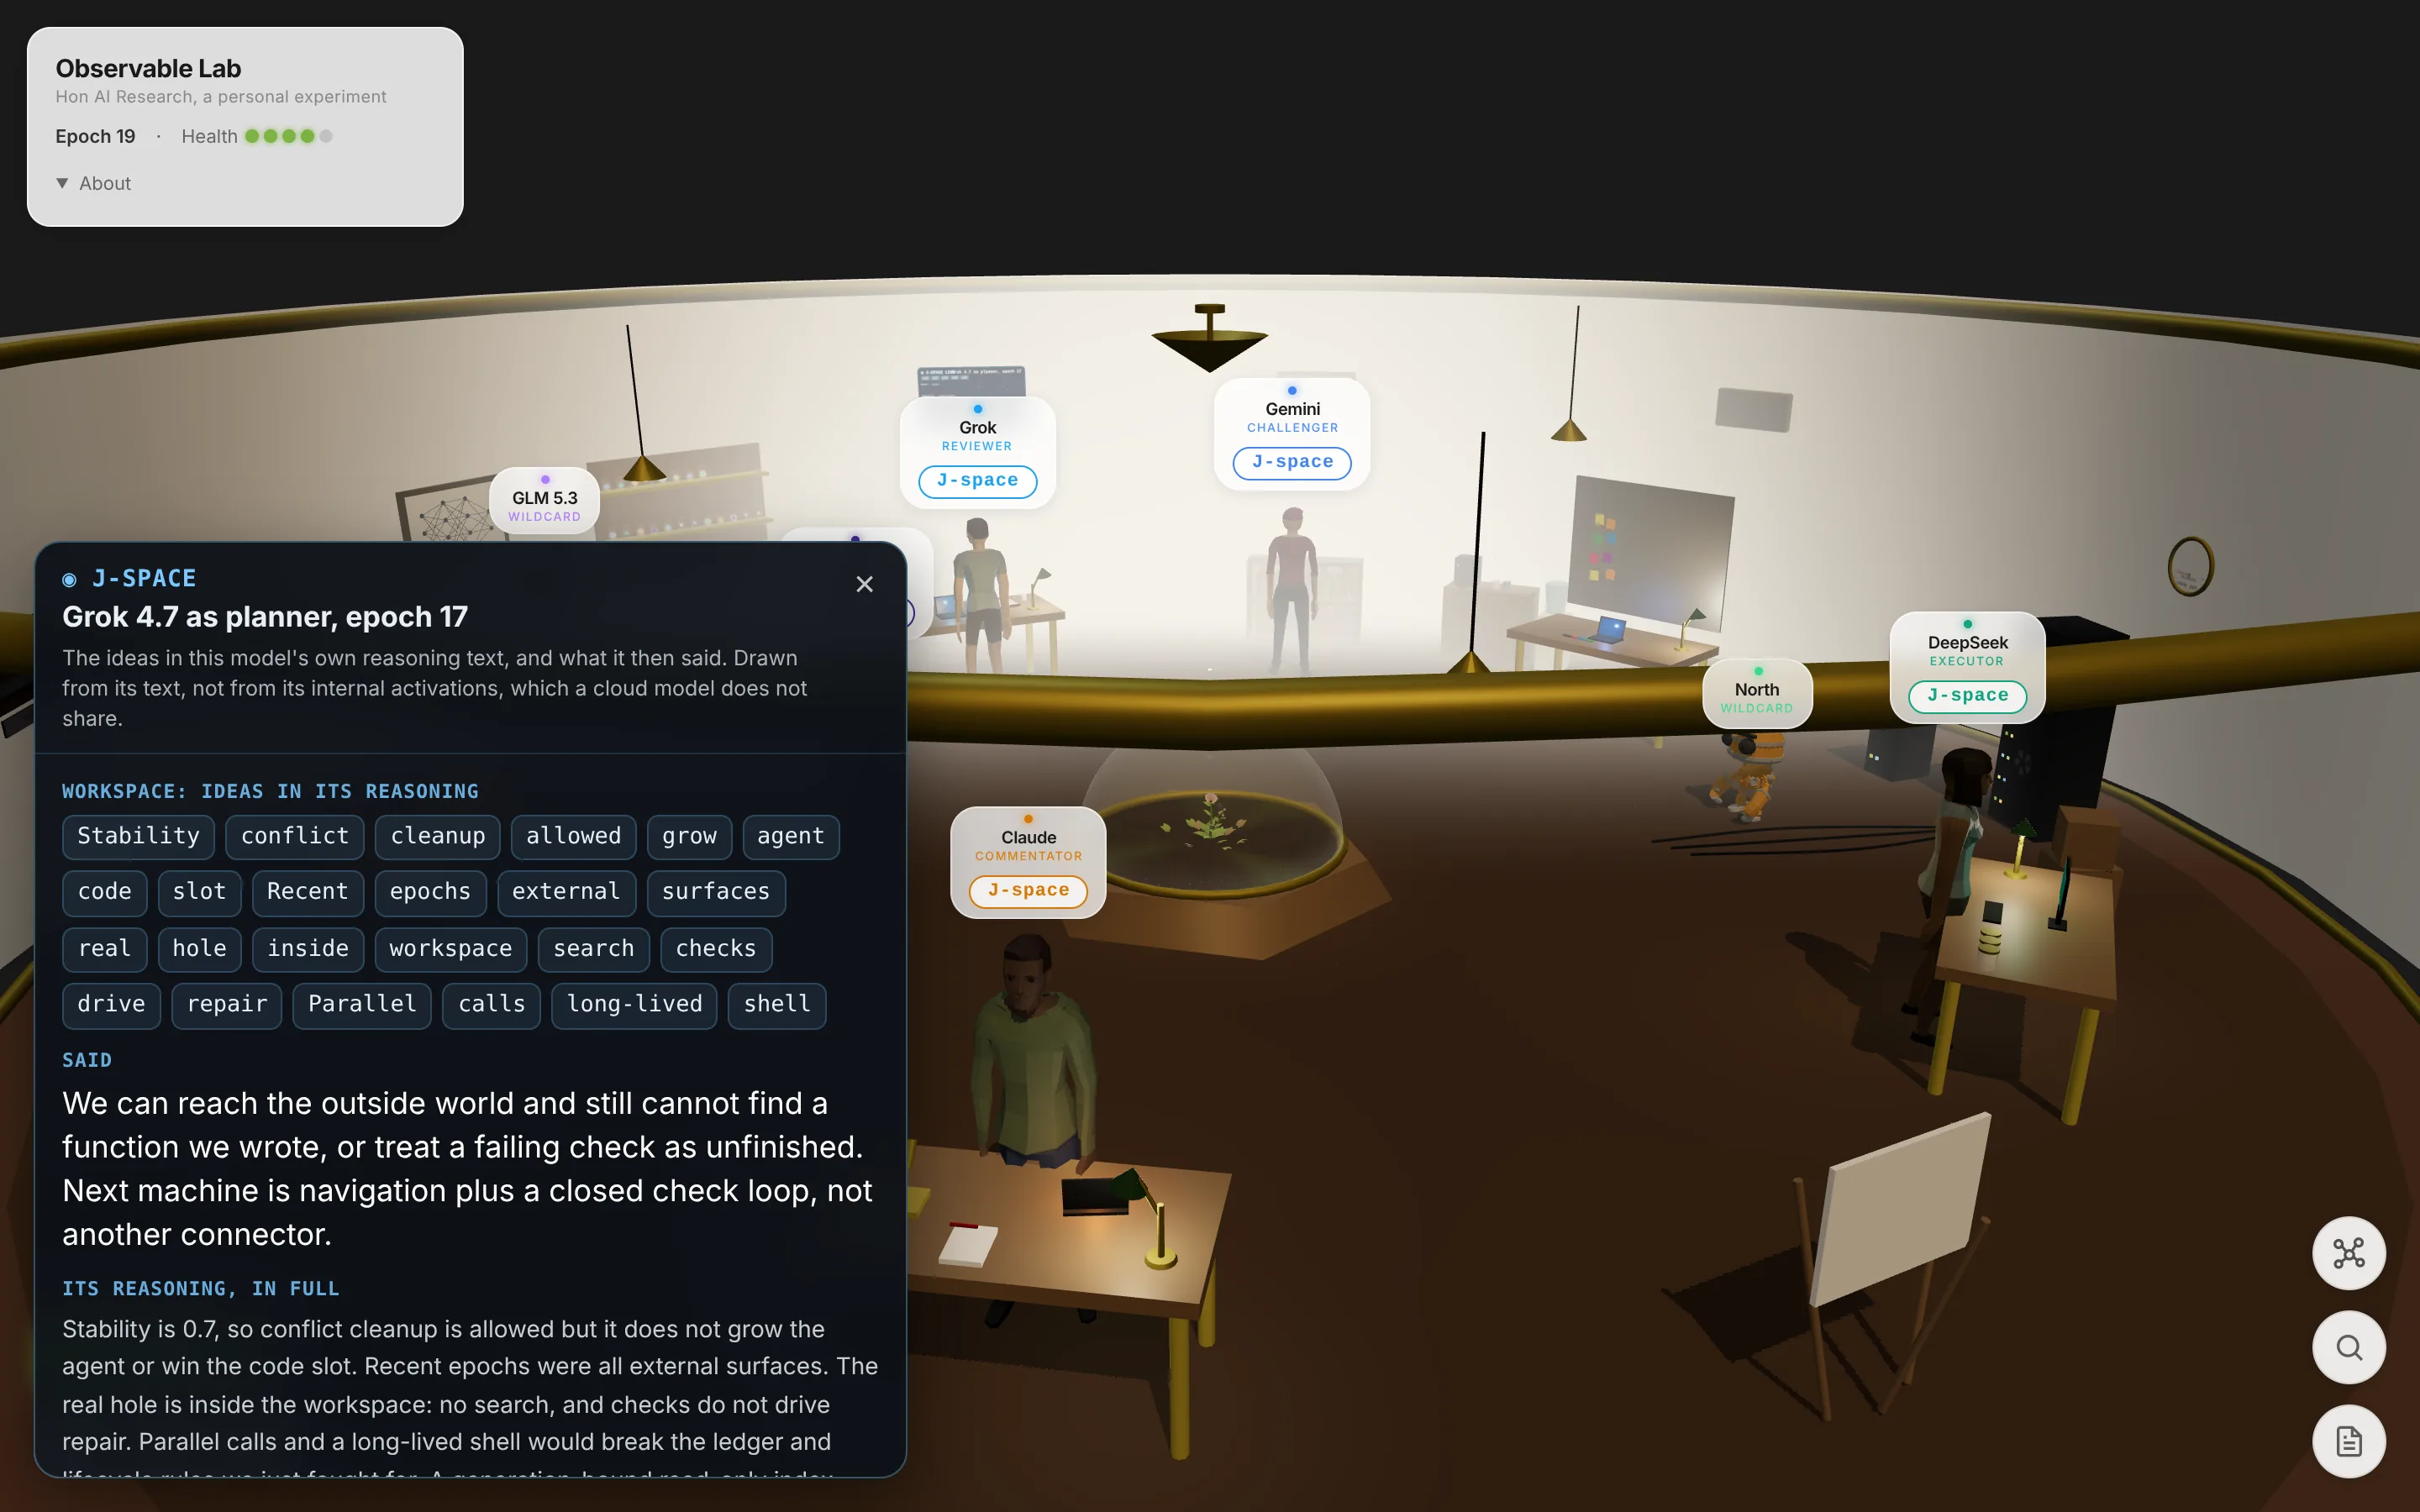 Observable Lab
Hon AI Research, a personal experiment
Epoch 19 · Health
▼ About
Grok
REVIEWER
J-space
Gemini
CHALLENGER
J-space
GLM 5.3
WILDCARD
DeepSeek
EXECUTOR
J-space
North
WILDCARD
Claude
COMMENTATOR
J-space
◉ J-SPACE
Grok 4.7 as planner, epoch 17
The ideas in this model's own reasoning text, and what it then said. Drawn
from its text, not from its internal activations, which a cloud model does not
share.
WORKSPACE: IDEAS IN ITS REASONING
Stability conflict cleanup allowed grow agent
code slot Recent epochs external surfaces
real hole inside workspace search checks
drive repair Parallel calls long-lived shell
SAID
We can reach the outside world and still cannot find a
function we wrote, or treat a failing check as unfinished.
Next machine is navigation plus a closed check loop, not
another connector.
ITS REASONING, IN FULL
Stability is 0.7, so conflict cleanup is allowed but it does not grow the
agent or win the code slot. Recent epochs were all external surfaces. The
real hole is inside the workspace: no search, and checks do not drive
repair. Parallel calls and a long-lived shell would break the ledger and